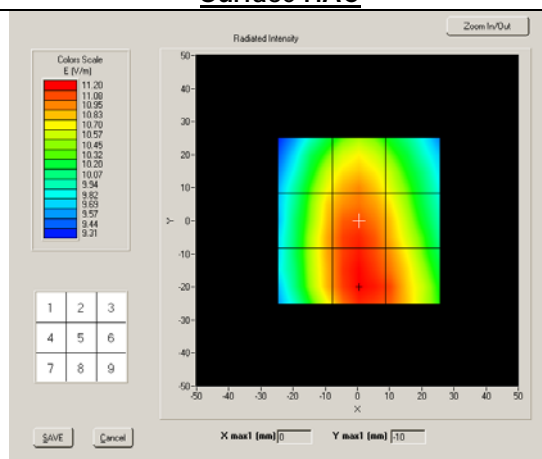 Surface HAC
Zoom In/Out
Radiated Intensity
Colors Scale
E [V/m]
11.20
11.08
10.95
10.83
10.70
10.57
10.45
10.32
10.20
10.07
9.94
9.82
9.69
9.57
9.44
9.31
50
40
30
20
10
Y 0
-10
-20
-30
-40
-50
-50 -40 -30 -20 -10 0 10 20 30 40 50
X
1 2 3
4 5 6
7 8 9
SAVE Cancel
X max1 (mm) 0 Y max1 (mm) -10